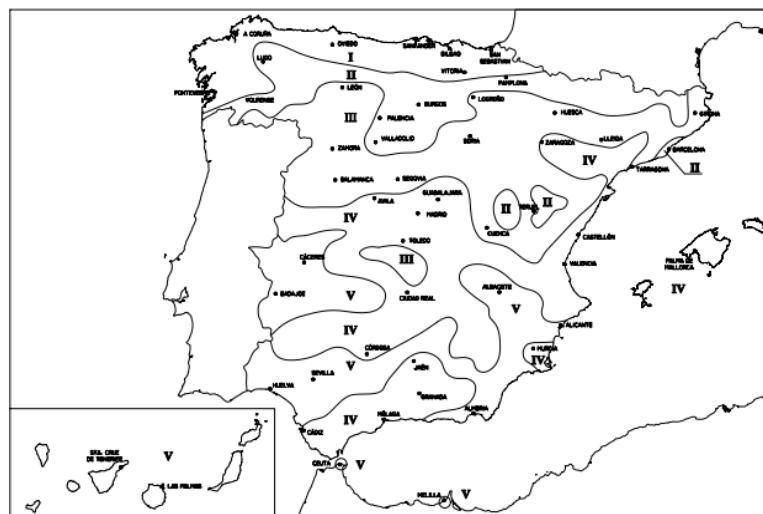 A CORUÑA
OVIEDO
SANTANDER
BILBAO
SAN
SEBASTIAN
LUGO
I
VITORIA
II
PAMPLONA
PONTEVEDRA
OURENSE
LEÓN
BURGOS
LOGROÑO
HUESCA
GIRONA
III
PALENCIA
ZAMORA
VALLADOLID
SORIA
ZARAGOZA
LLEIDA
BARCELONA
IV
TARRAGONA
II
SALAMANCA
SEGOVIA
AVILA
GUADALAJARA
IV
MADRID
II
TERUEL
II
CUENCA
CASTELLÓN
TOLEDO
CÁCERES
III
VALENCIA
PALMA DE
MALLORCA
IV
BADAJOZ
V
CIUDAD REAL
ALBACETE
V
IV
ALICANTE
CÓRDOBA
MURCIA
IV
V
JAÉN
SEVILLA
HUELVA
GRANADA
IV
MÁLAGA
ALMERIA
CÁDIZ
CEUTA
V
MELILLA
V
V
STA. CRUZ
DE TENERIFE
LAS PALMAS